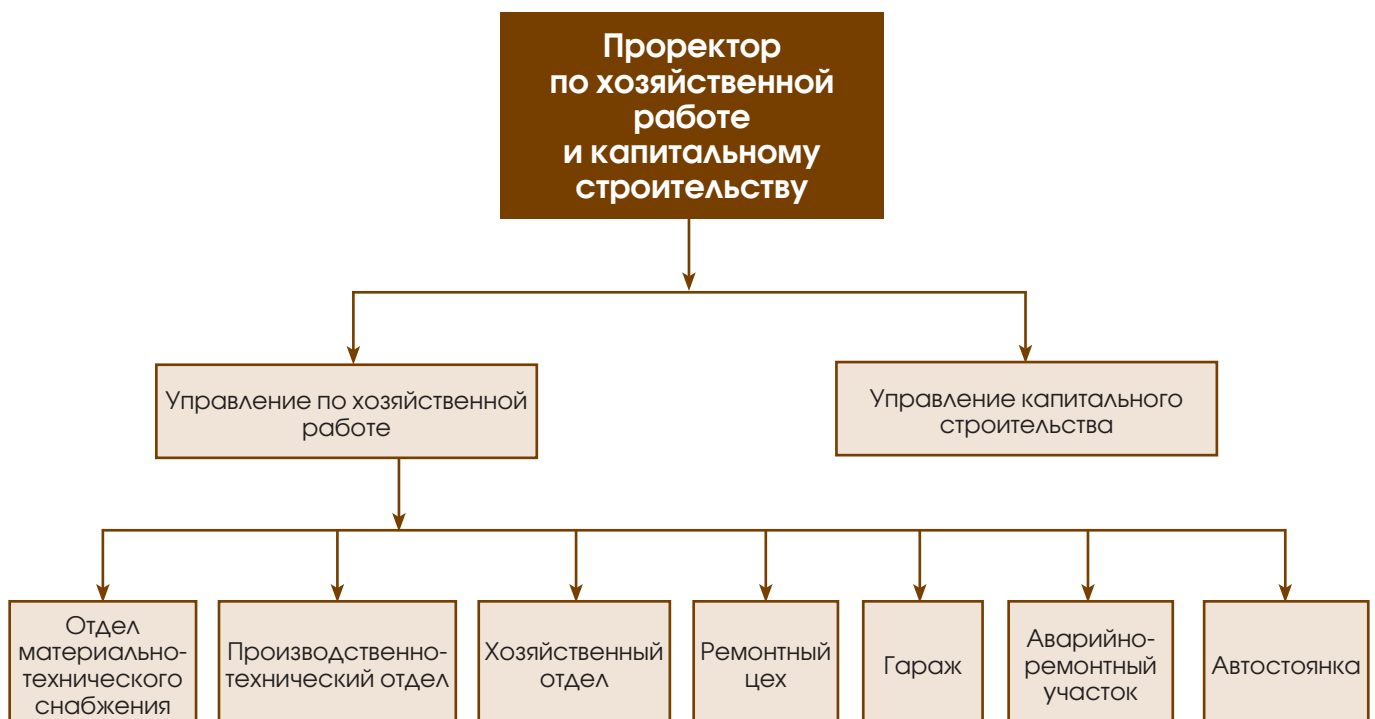 Проректор
по хозяйственной
работе
и капитальному
строительству
Управление по хозяйственной
работе
Управление капитального
строительства
Отдел
материально-
технического
снабжения
Производственно-
технический отдел
Хозяйственный
отдел
Ремонтный
цех
Гараж
Аварийно-
ремонтный
участок
Автостоянка